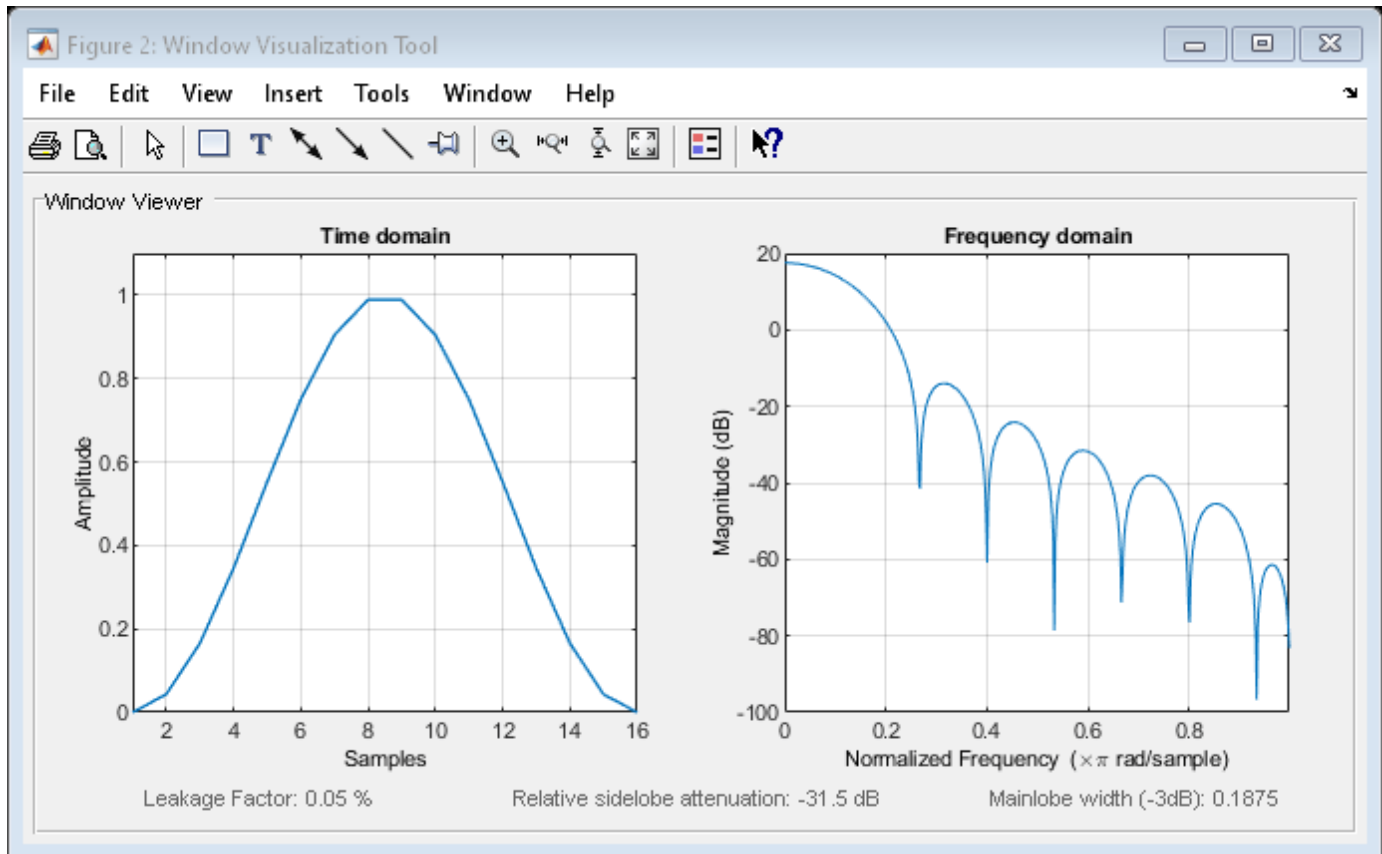 Figure 2: Window Visualization Tool
File Edit View Insert Tools Window Help
T
Window Viewer
Time domain
1
0.8
0.6
0.4
0.2
0
Amplitude
2 4 6 8 10 12 14 16
Samples
Frequency domain
20
0
-20
-40
-60
-80
-100
Magnitude (dB)
0 0.2 0.4 0.6 0.8
Normalized Frequency (×π rad/sample)
Leakage Factor: 0.05 % Relative sidelobe attenuation: -31.5 dB Mainlobe width (-3dB): 0.1875